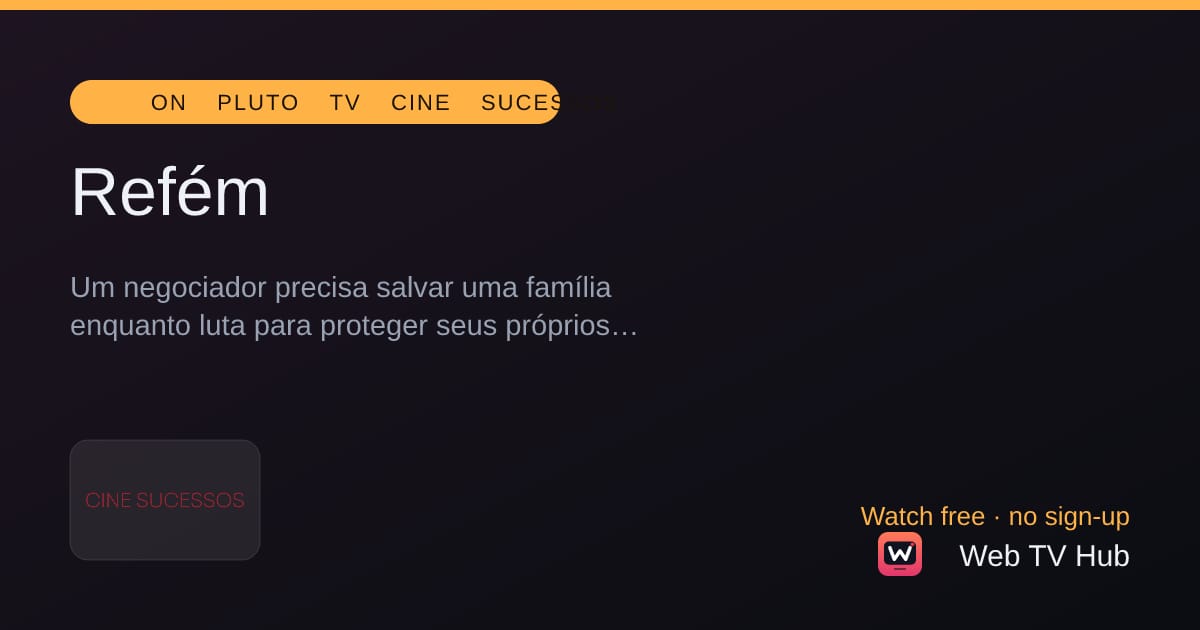 ON PLUTO TV CINE SUCES
Refém
Um negociador precisa salvar uma família
enquanto luta para proteger seus próprios…
CINE SUCESSOS
Watch free · no sign-up
W
Web TV Hub